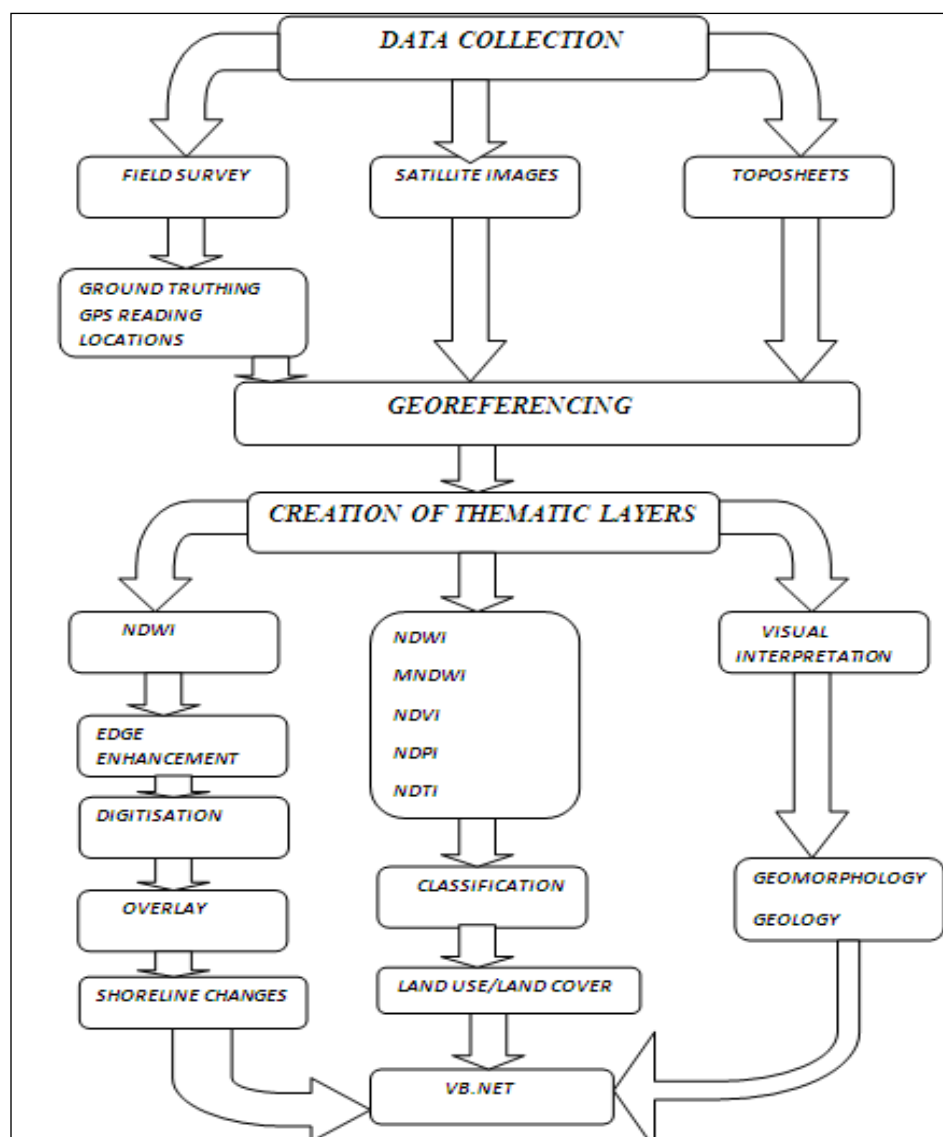 DATA COLLECTION
FIELD SURVEY
SATILLITE IMAGES
TOPOSHEETS
GROUND TRUTHING
GPS READING
LOCATIONS
GEOREFERENCING
CREATION OF THEMATIC LAYERS
NDWI
EDGE
ENHANCEMENT
DIGITISATION
OVERLAY
SHORELINE CHANGES
NDWI
MNDWI
NDVI
NDPI
NDTI
CLASSIFICATION
LAND USE/LAND COVER
VISUAL
INTERPRETATION
GEOMORPHOLOGY
GEOLOGY
VB.NET